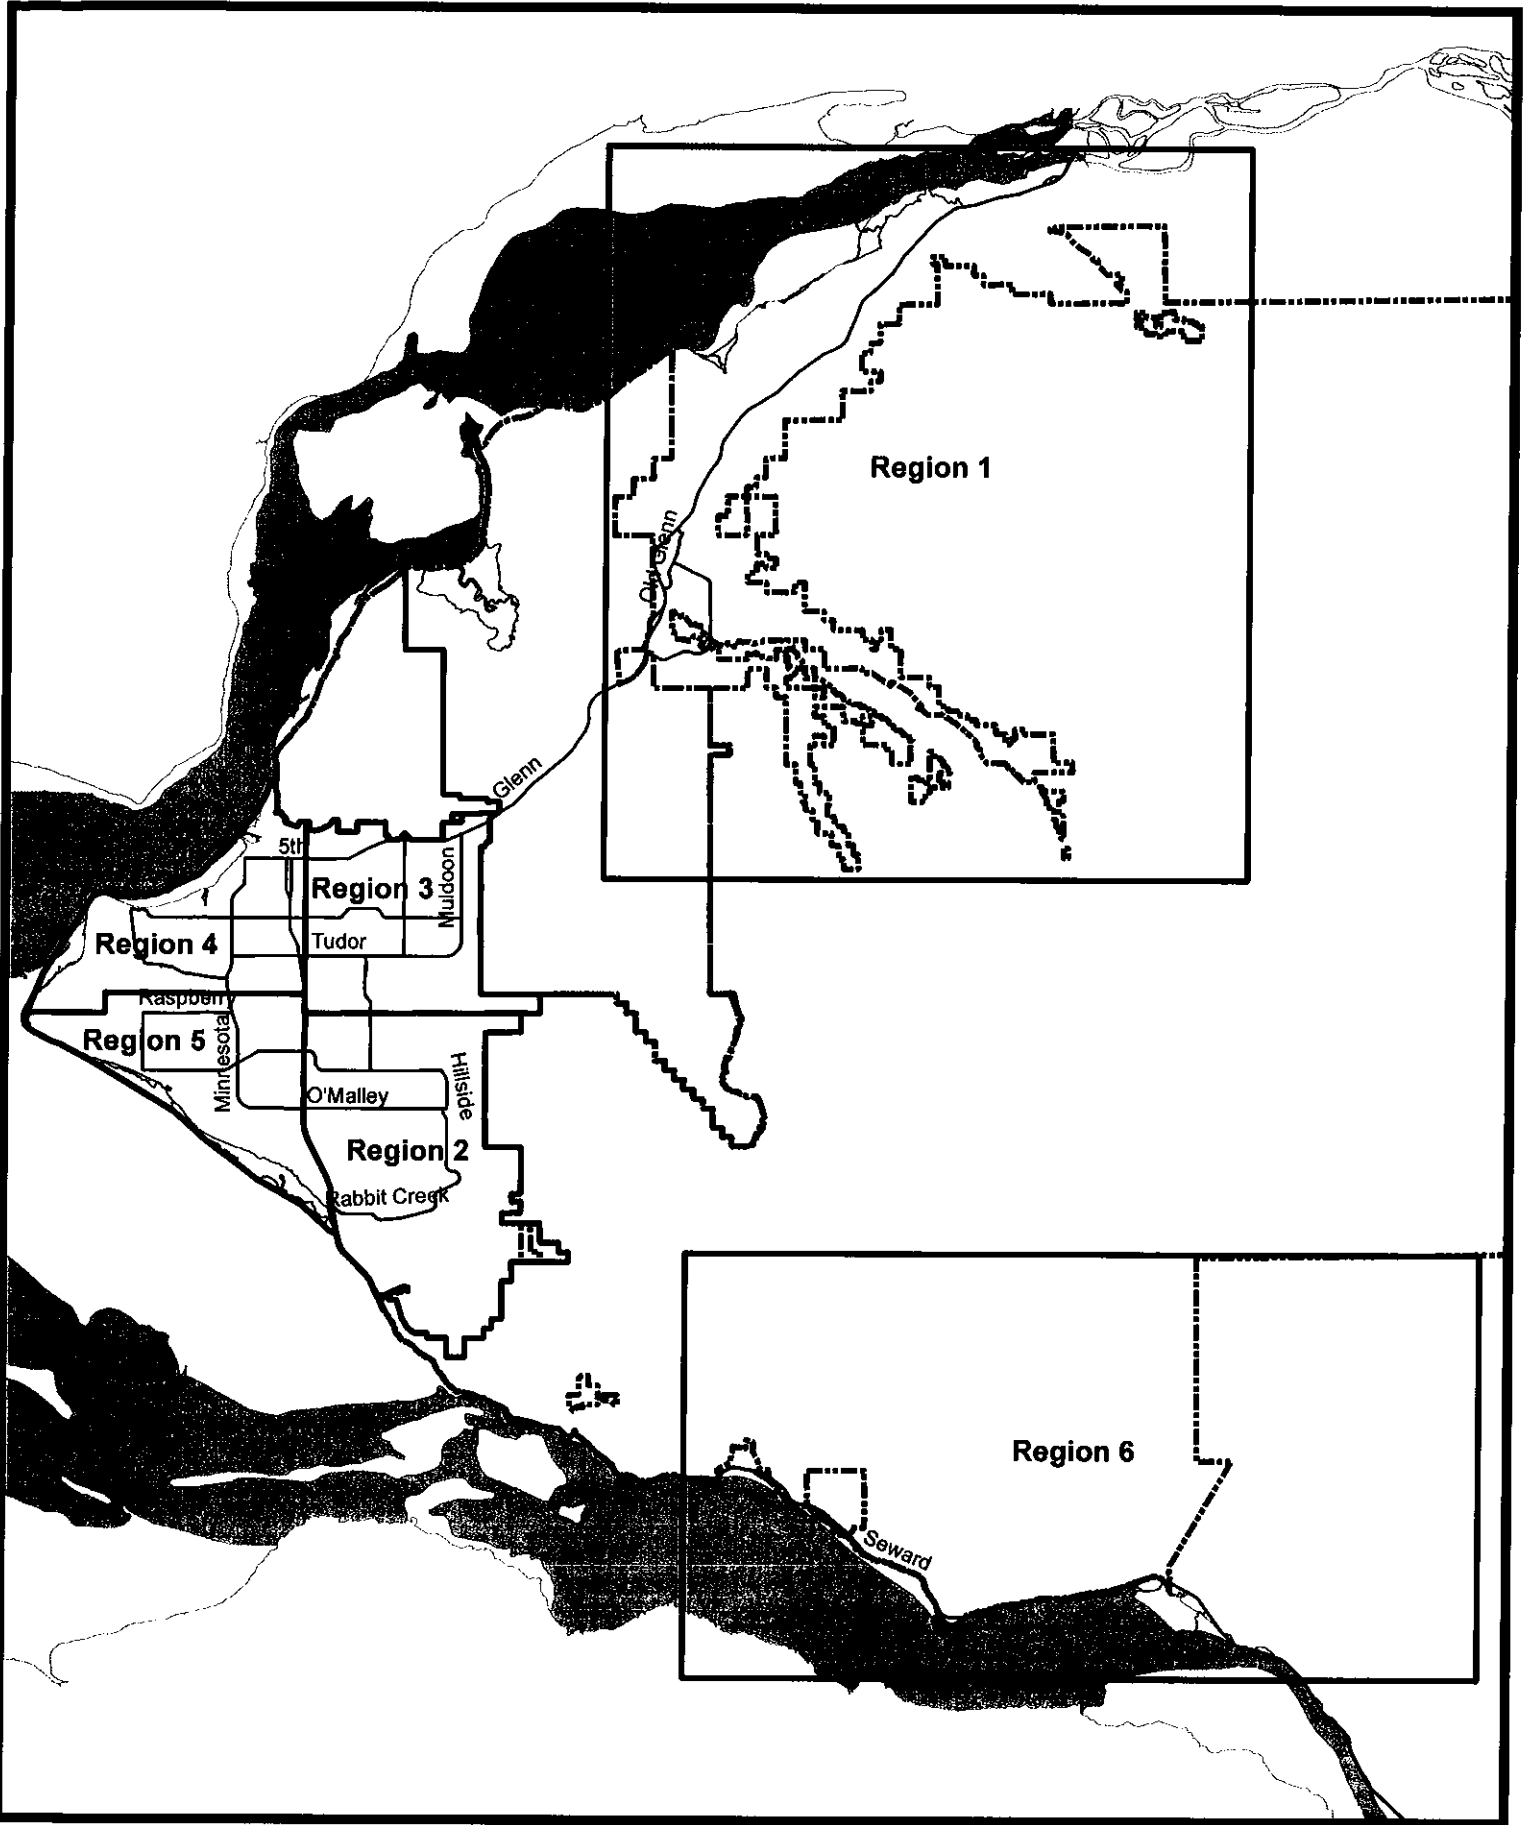 Region 1
Old Glenn
Glenn
5th
Region 3
Muldoon
Region 4
Tudor
Raspberr
Region 5
Minnesota
Hillside
O'Malley
Region 2
Rabbit Creek
Region 6
Seward